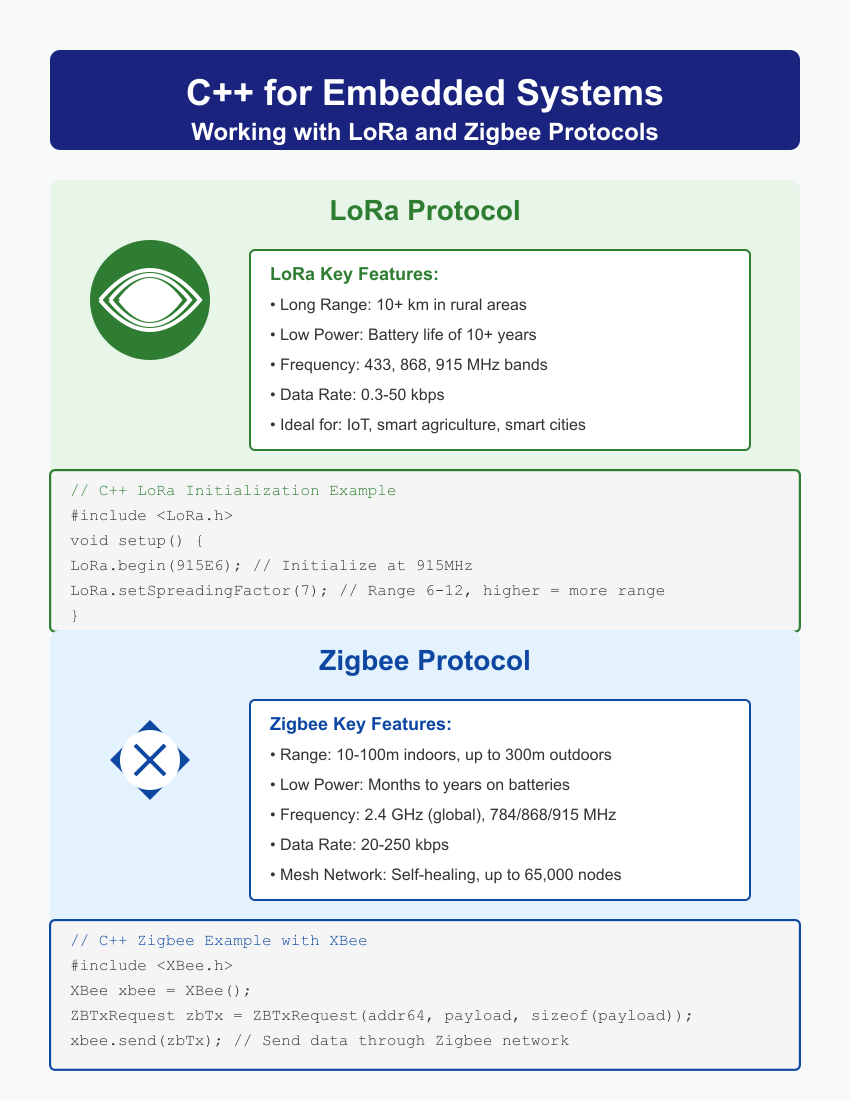 C++ for Embedded Systems
Working with LoRa and Zigbee Protocols
LoRa Protocol
LoRa Key Features:
• Long Range: 10+ km in rural areas
• Low Power: Battery life of 10+ years
• Frequency: 433, 868, 915 MHz bands
• Data Rate: 0.3-50 kbps
• Ideal for: IoT, smart agriculture, smart cities
// C++ LoRa Initialization Example
#include <LoRa.h>
void setup() {
LoRa.begin(915E6); // Initialize at 915MHz
LoRa.setSpreadingFactor(7); // Range 6-12, higher = more range
}
Zigbee Protocol
Zigbee Key Features:
• Range: 10-100m indoors, up to 300m outdoors
• Low Power: Months to years on batteries
• Frequency: 2.4 GHz (global), 784/868/915 MHz
• Data Rate: 20-250 kbps
• Mesh Network: Self-healing, up to 65,000 nodes
// C++ Zigbee Example with XBee
#include <XBee.h>
XBee xbee = XBee();
ZBTxRequest zbTx = ZBTxRequest(addr64, payload, sizeof(payload));
xbee.send(zbTx); // Send data through Zigbee network